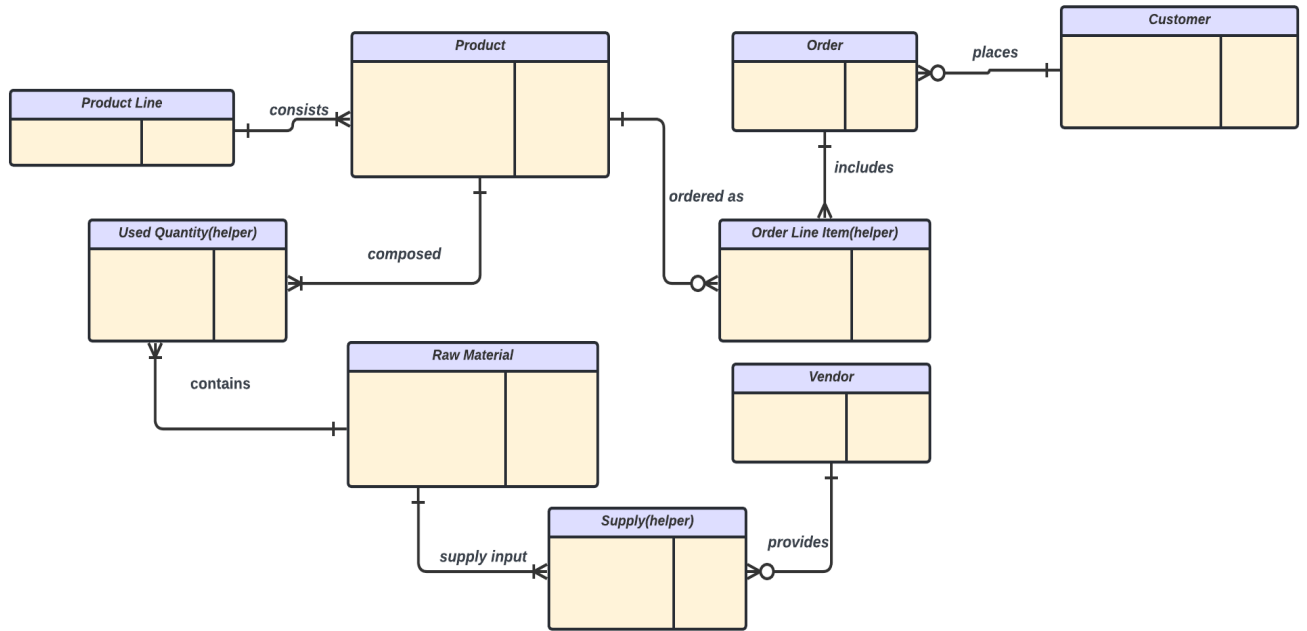 Customer
Product
Order
places
Product Line
consists
includes
ordered as
Used Quantity(helper)
Order Line Item(helper)
composed
Raw Material
Vendor
contains
Supply(helper)
provides
supply input